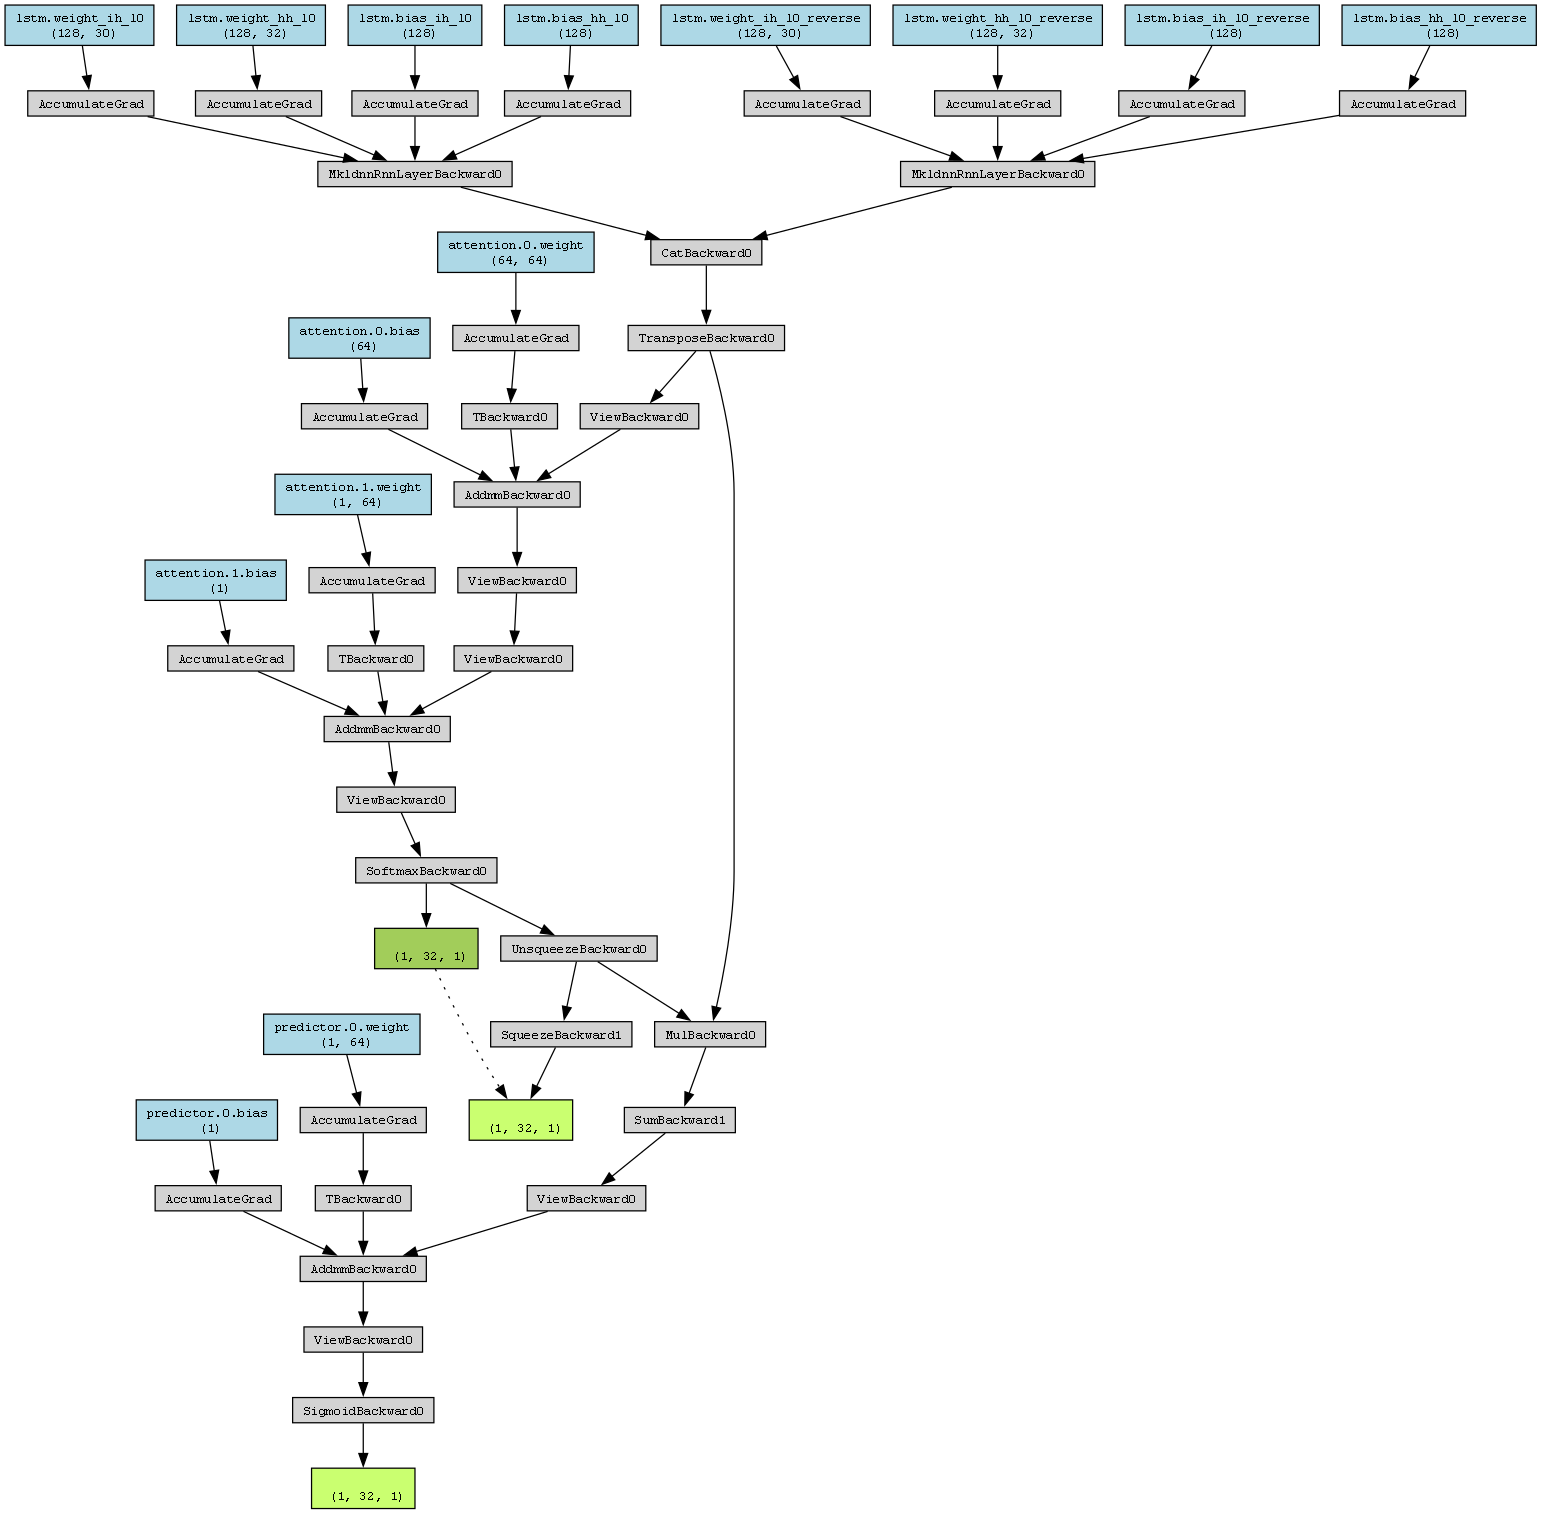 lstm.weight_ih_l0
(128, 30)
lstm.weight_hh_l0
(128, 32)
lstm.bias_ih_l0
(128)
lstm.bias_hh_l0
(128)
lstm.weight_ih_l0_reverse
(128, 30)
lstm.weight_hh_l0_reverse
(128, 32)
lstm.bias_ih_l0_reverse
(128)
lstm.bias_hh_l0_reverse
(128)
AccumulateGrad
AccumulateGrad
AccumulateGrad
AccumulateGrad
AccumulateGrad
AccumulateGrad
AccumulateGrad
AccumulateGrad
MkldnnRnnLayerBackward0
MkldnnRnnLayerBackward0
attention.0.weight
(64, 64)
CatBackward0
attention.0.bias
(64)
AccumulateGrad
TransposeBackward0
AccumulateGrad
TBackward0
ViewBackward0
attention.1.weight
(1, 64)
AddmmBackward0
attention.1.bias
(1)
AccumulateGrad
ViewBackward0
AccumulateGrad
TBackward0
ViewBackward0
AddmmBackward0
ViewBackward0
SoftmaxBackward0
(1, 32, 1)
UnsqueezeBackward0
predictor.0.weight
(1, 64)
SqueezeBackward1
MulBackward0
predictor.0.bias
(1)
AccumulateGrad
(1, 32, 1)
SumBackward1
AccumulateGrad
TBackward0
ViewBackward0
AddmmBackward0
ViewBackward0
SigmoidBackward0
(1, 32, 1)